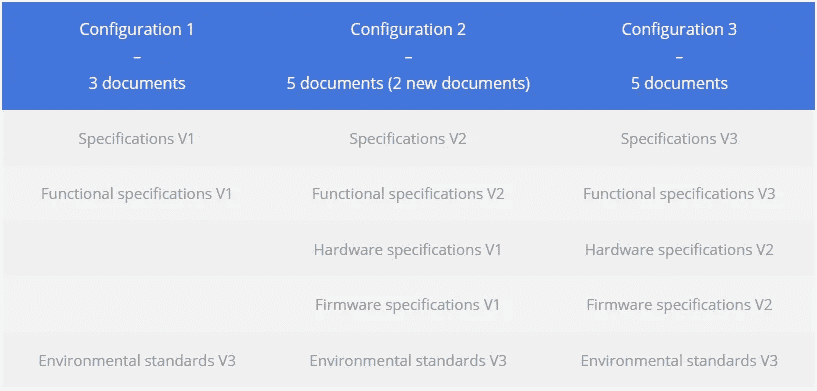 Configuration 1
–
3 documents
Configuration 2
–
5 documents (2 new documents)
Configuration 3
–
5 documents
Specifications V1
Specifications V2
Specifications V3
Functional specifications V1
Functional specifications V2
Functional specifications V3
Hardware specifications V1
Hardware specifications V2
Firmware specifications V1
Firmware specifications V2
Environmental standards V3
Environmental standards V3
Environmental standards V3